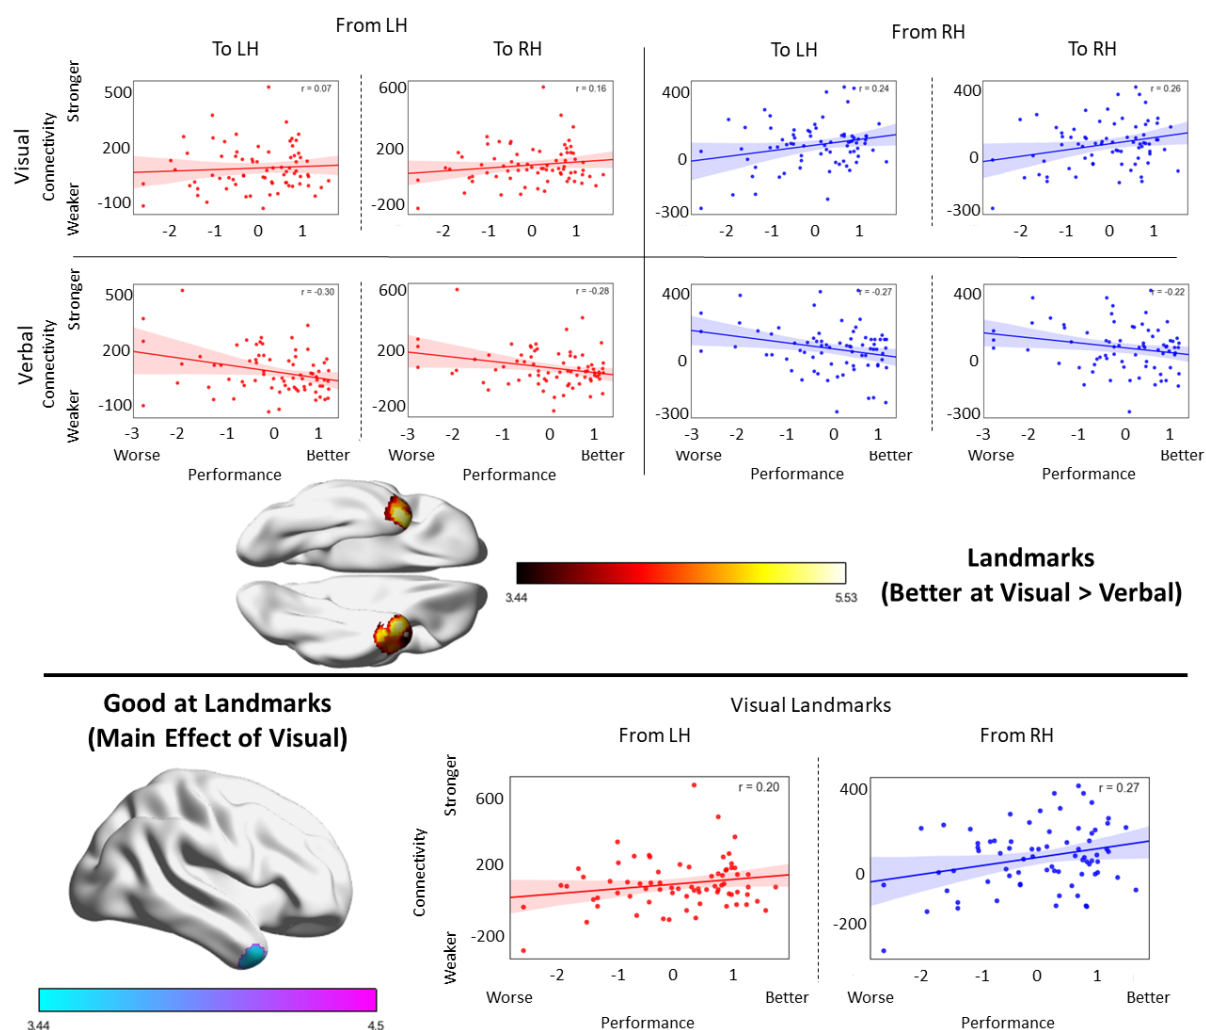 From LH
From RH
To LH
To RH
To LH
To RH
Visual
Connectivity
Stronger
Weaker
500
200
-100
r = 0.07
-2
-1
0
1
600
200
-200
r = 0.16
-2
-1
0
1
400
0
-300
r = 0.24
-2
-1
0
1
400
0
-300
r = 0.26
-2
-1
0
1
Verbal
Connectivity
Stronger
Weaker
500
200
-100
r = -0.30
-3
-2
-1
0
1
600
200
-200
r = -0.28
-3
-2
-1
0
1
400
0
-300
r = -0.27
-3
-2
-1
0
1
400
0
-300
r = -0.22
-3
-2
-1
0
1
Worse
Better
Performance
Worse
Better
Performance
3.44
5.53
Landmarks
(Better at Visual > Verbal)
Good at Landmarks
(Main Effect of Visual)
3.44
4.5
Visual Landmarks
From LH
From RH
Stronger
Connectivity
Weaker
600
200
-200
r = 0.20
-2
-1
0
1
Worse
Better
Performance
400
0
-200
r = 0.27
-2
-1
0
1
Worse
Better
Performance